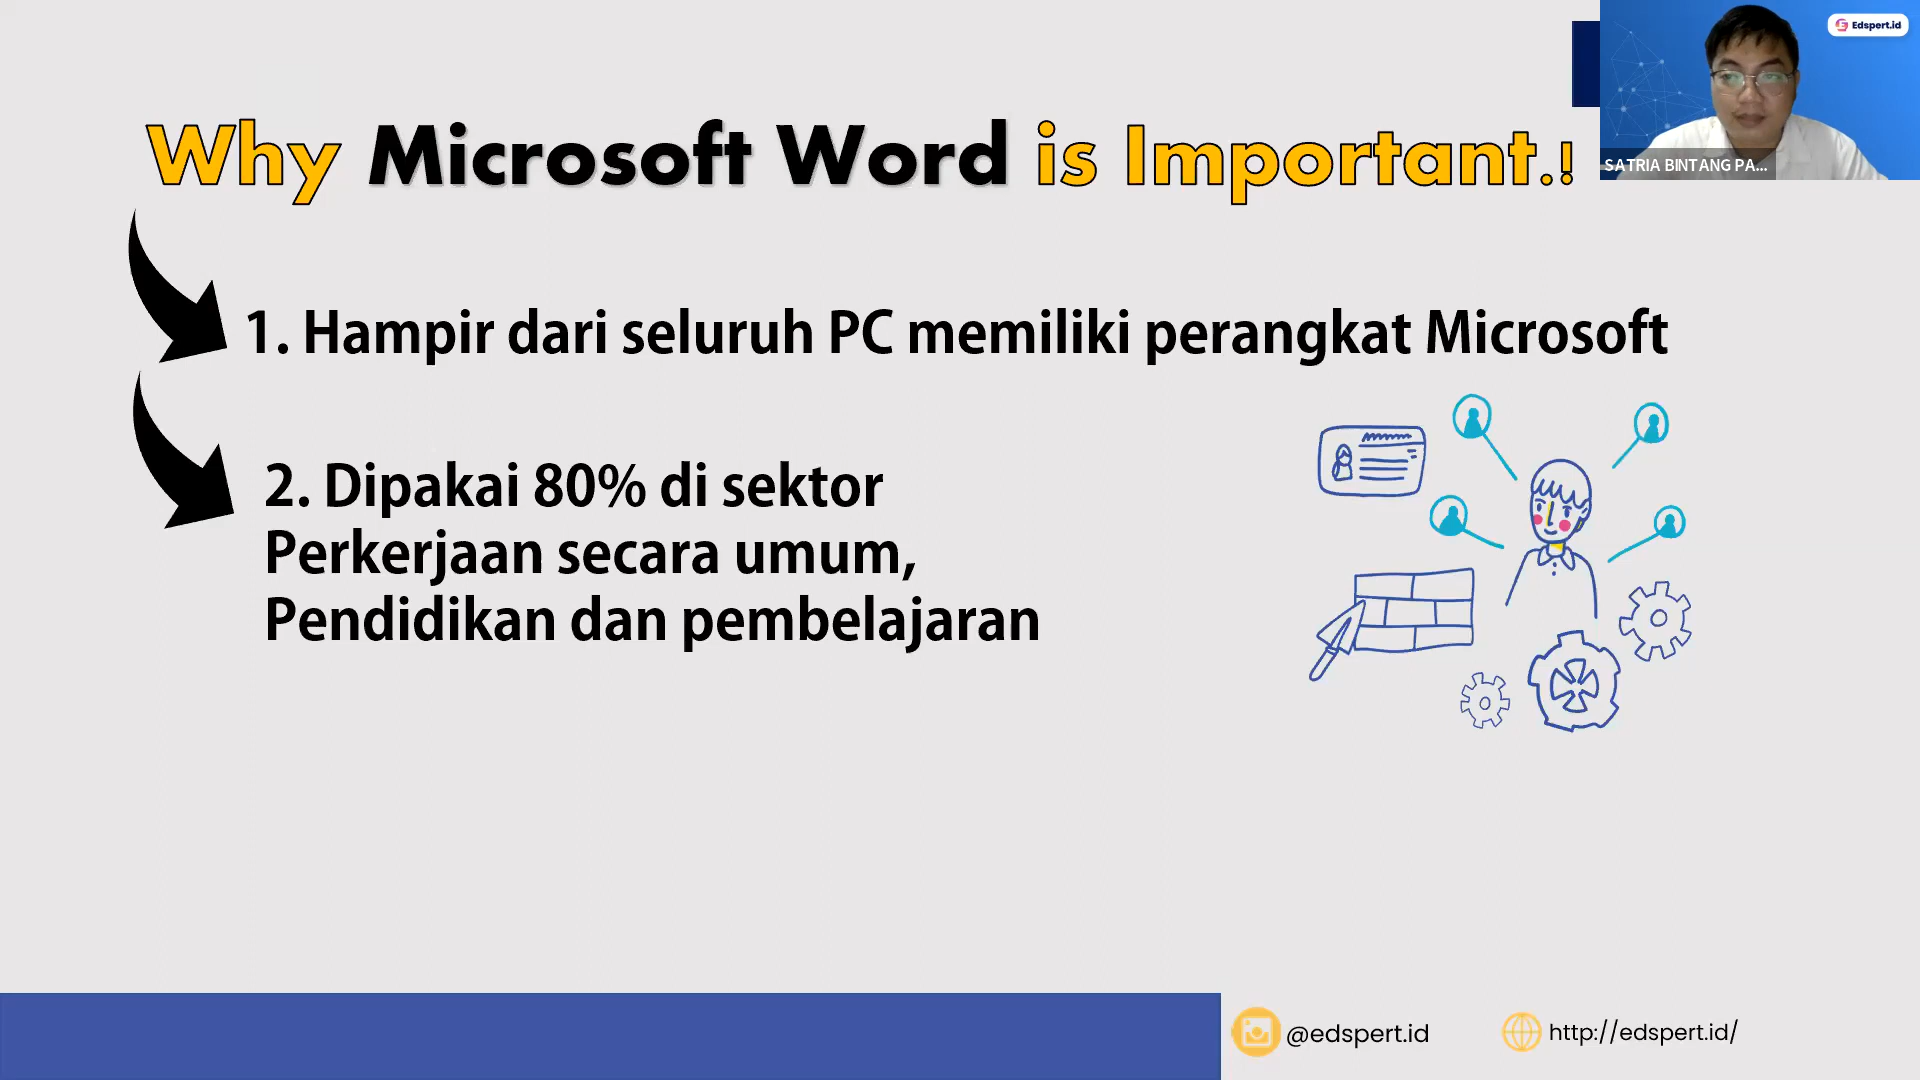 Edspert.id
Why Microsoft Word is Important.!
SATRIA BINTANG PA...
1. Hampir dari seluruh PC memiliki perangkat Microsoft
2. Dipakai 80% di sektor
Perkerjaan secara umum,
Pendidikan dan pembelajaran
@edspert.id
http://edspert.id/